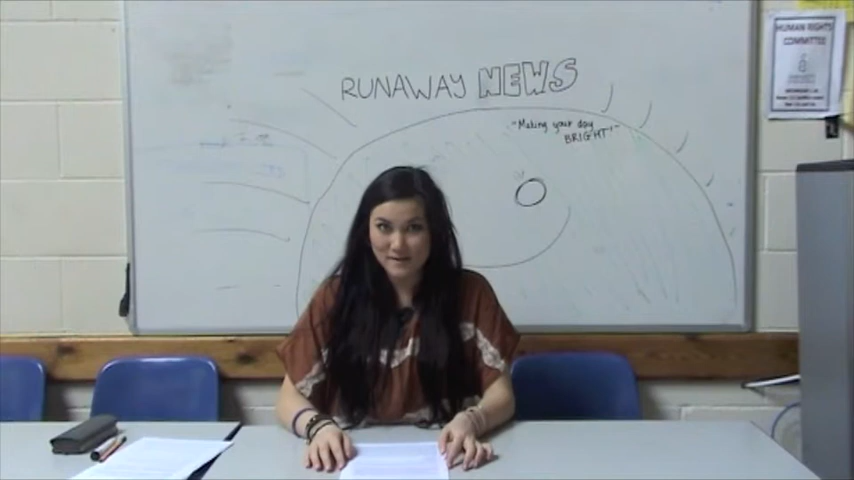 RUNAWAY NEWS
"Making your day
BRIGHT"
HUMAN RIGHTS
COMMITTEE